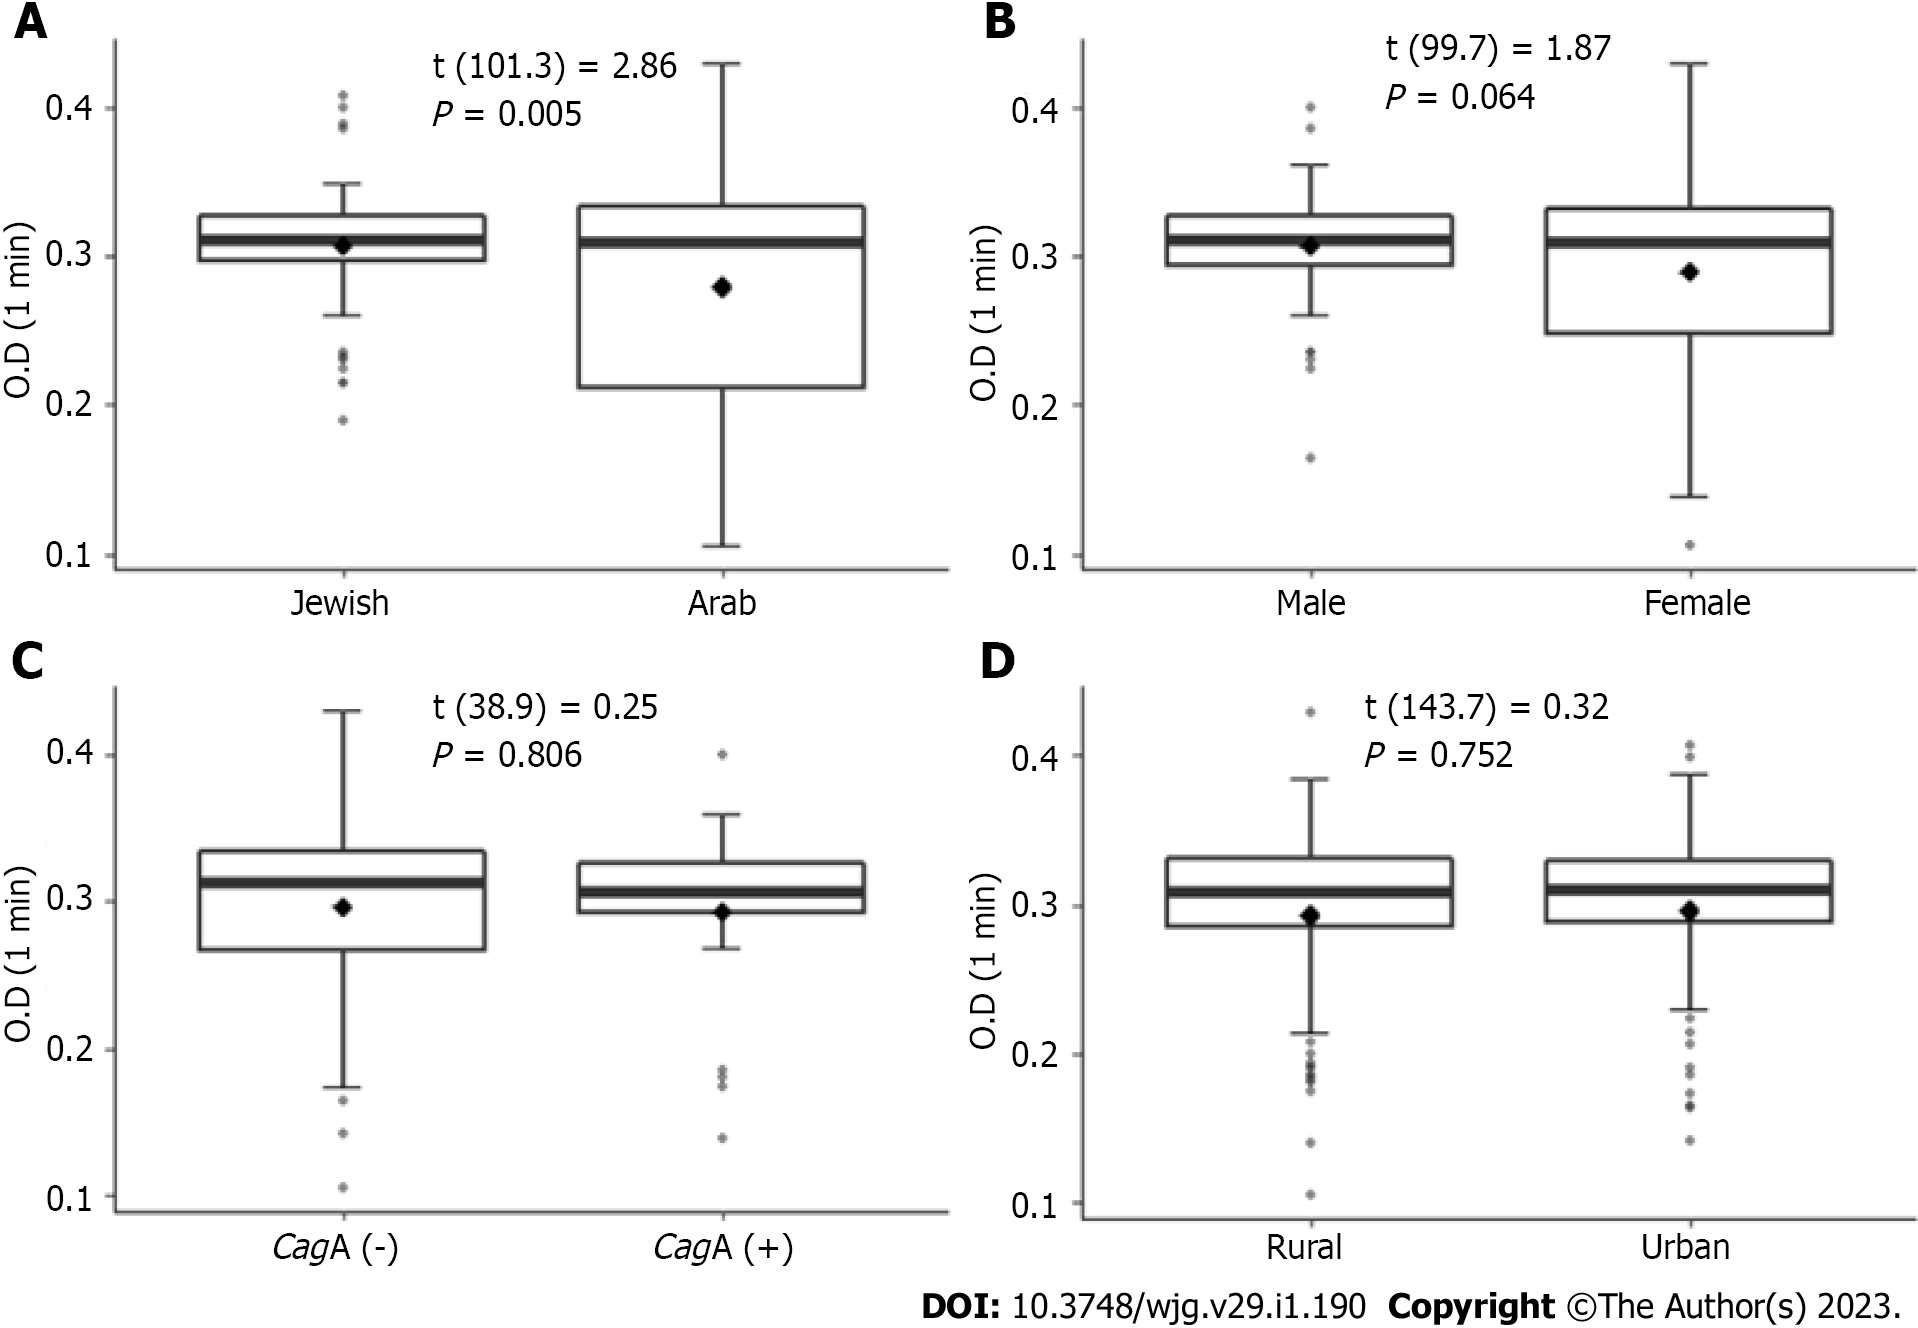 A
t (101.3) = 2.86
P = 0.005
O.D (1 min)
0.4
0.3
0.2
0.1
Jewish
Arab
B
t (99.7) = 1.87
P = 0.064
O.D (1 min)
0.4
0.3
0.2
0.1
Male
Female
C
t (38.9) = 0.25
P = 0.806
O.D (1 min)
0.4
0.3
0.2
0.1
CagA (-)
CagA (+)
D
t (143.7) = 0.32
P = 0.752
O.D (1 min)
0.4
0.3
0.2
0.1
Rural
Urban
DOI: 10.3748/wjg.v29.i1.190 Copyright ©The Author(s) 2023.